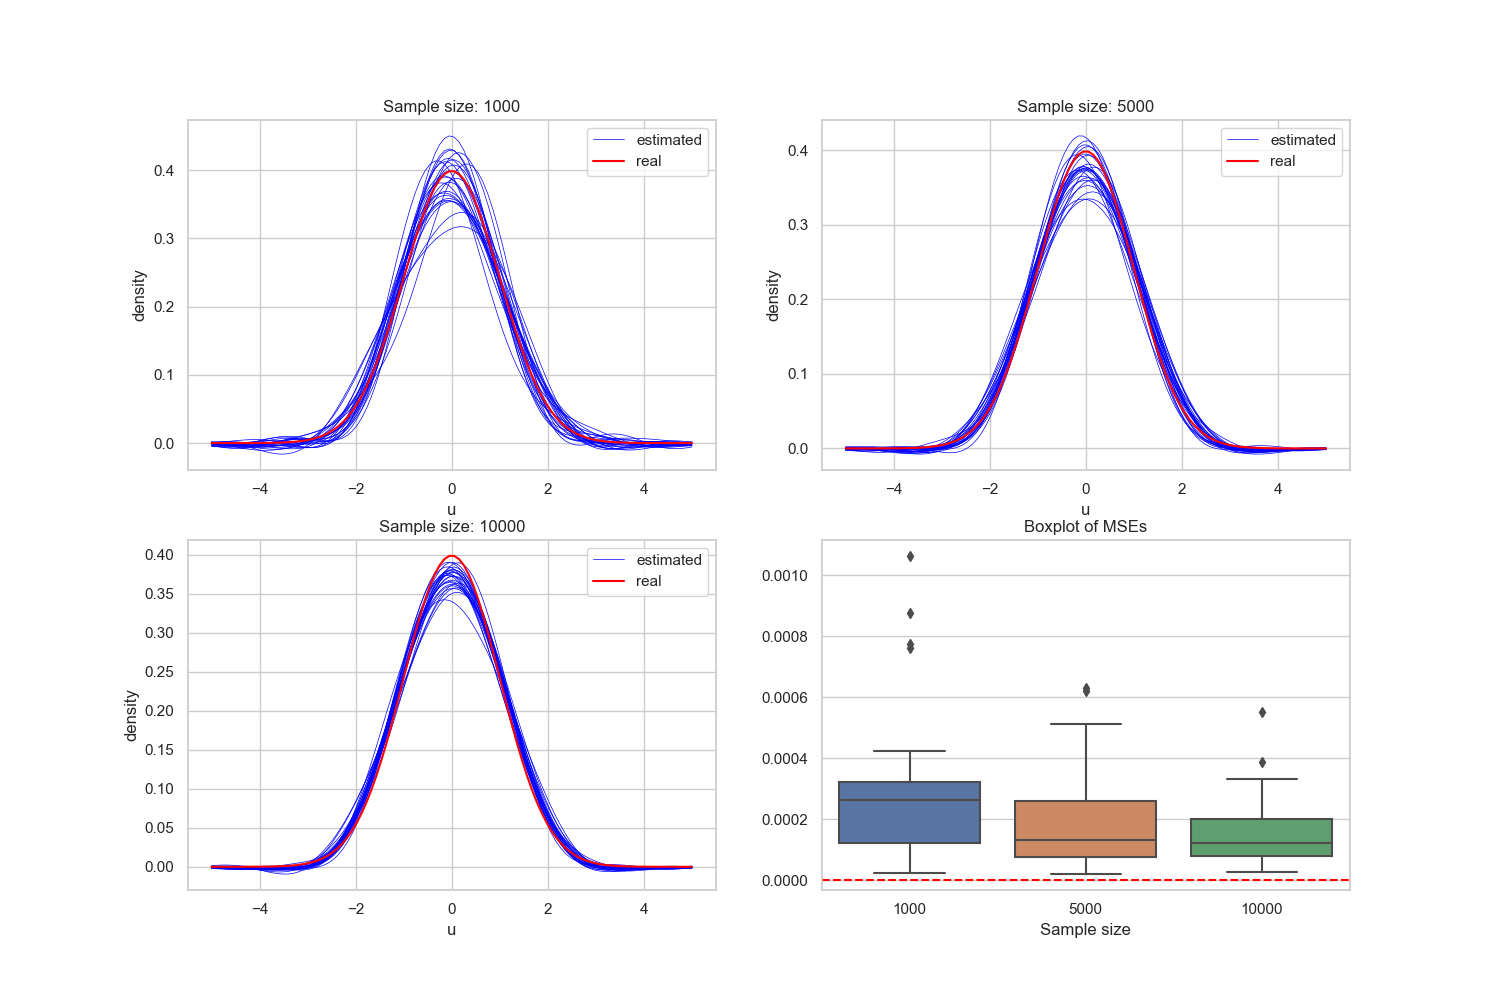 Sample size: 1000
estimated
real
0.4
0.3
0.2
0.1
0.0
density
−4 −2 0 2 4
u
Sample size: 5000
estimated
real
0.4
0.3
0.2
0.1
0.0
density
−4 −2 0 2 4
u
Sample size: 10000
estimated
real
0.40
0.35
0.30
0.25
0.20
0.15
0.10
0.05
0.00
density
−4 −2 0 2 4
u
Boxplot of MSEs
0.0010
0.0008
0.0006
0.0004
0.0002
0.0000
1000 5000 10000
Sample size